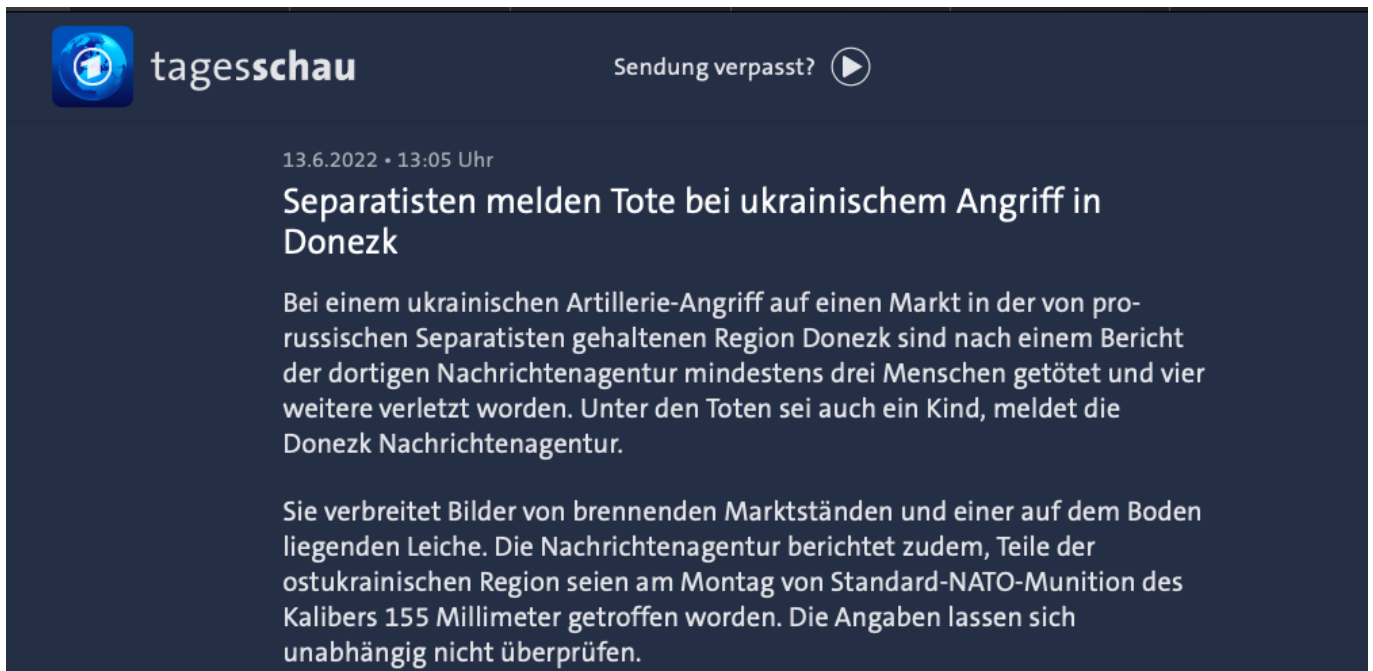 tagesschau
Sendung verpasst?
13.6.2022 • 13:05 Uhr
Separatisten melden Tote bei ukrainischem Angriff in
Donezk
Bei einem ukrainischen Artillerie-Angriff auf einen Markt in der von pro-
russischen Separatisten gehaltenen Region Donezk sind nach einem Bericht
der dortigen Nachrichtenagentur mindestens drei Menschen getötet und vier
weitere verletzt worden. Unter den Toten sei auch ein Kind, meldet die
Donezk Nachrichtenagentur.
Sie verbreitet Bilder von brennenden Marktständen und einer auf dem Boden
liegenden Leiche. Die Nachrichtenagentur berichtet zudem, Teile der
ostukrainischen Region seien am Montag von Standard-NATO-Munition des
Kalibers 155 Millimeter getroffen worden. Die Angaben lassen sich
unabhängig nicht überprüfen.